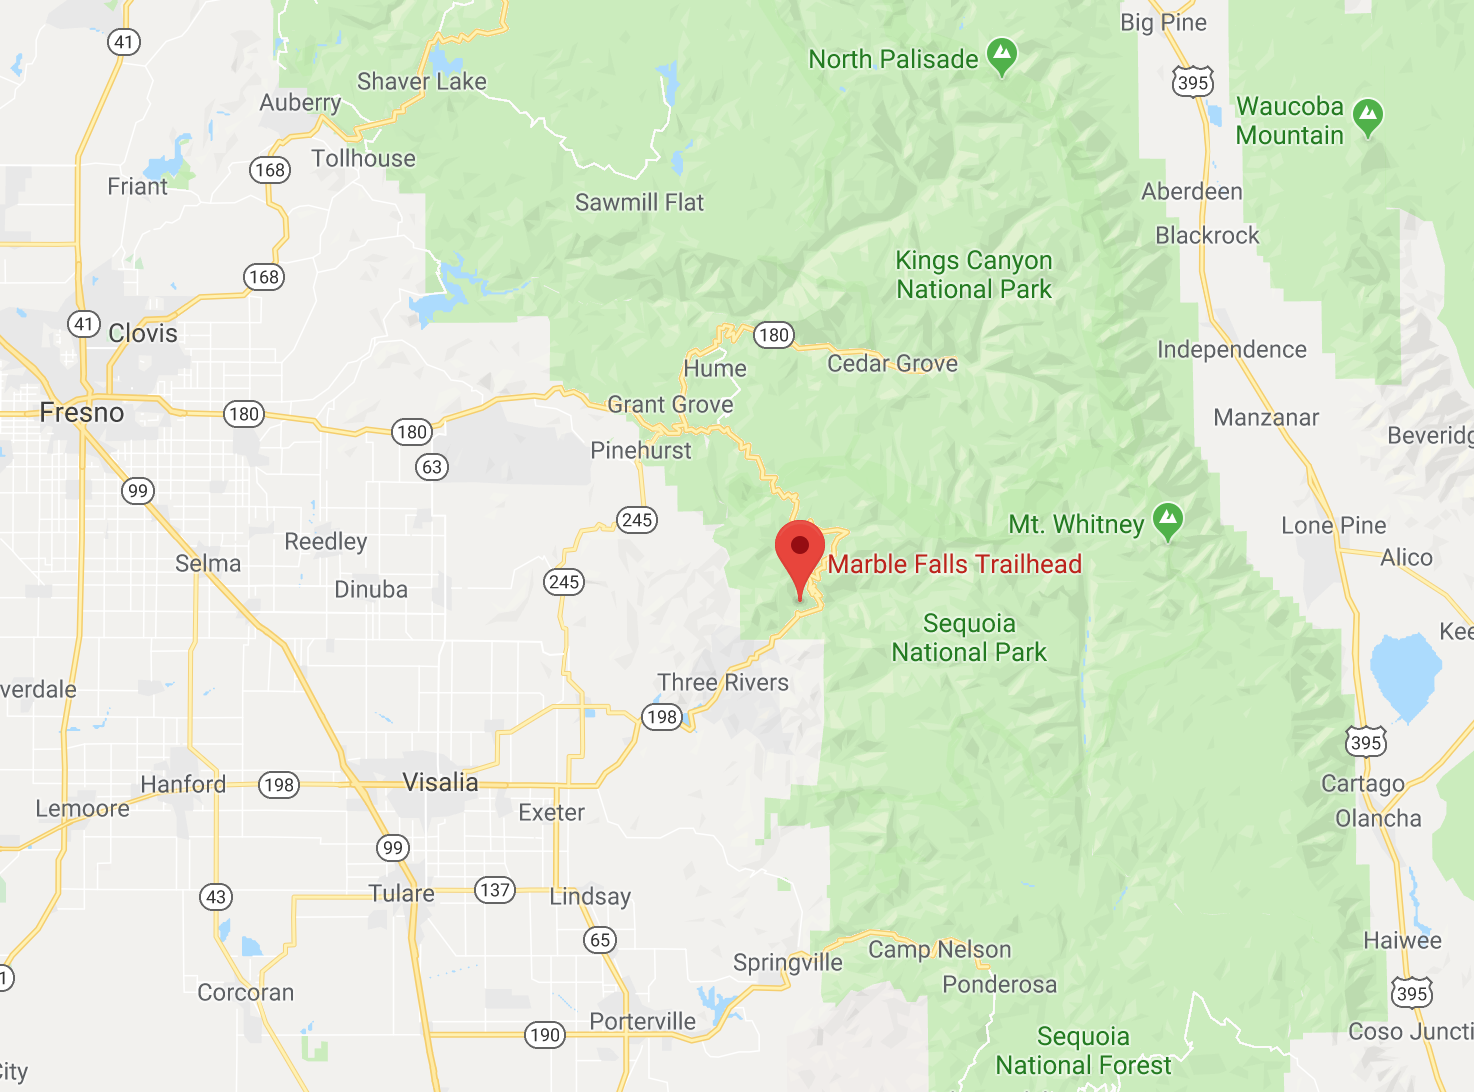 Big Pine
41
North Palisade
Shaver Lake
395
Auberry
Waucoba
Mountain
Tollhouse
168
Friant
Aberdeen
Sawmill Flat
Blackrock
Kings Canyon
National Park
168
41
Clovis
180
Independence
Hume
Cedar Grove
Grant Grove
Fresno
180
Manzanar
180
Beveridg
Pinehurst
63
99
245
Mt. Whitney
Lone Pine
Reedley
Alico
Selma
Marble Falls Trailhead
245
Dinuba
Sequoia
National Park
Kee
Three Rivers
verdale
198
395
Hanford
198
Visalia
Cartago
Lemoore
Exeter
Olancha
99
Tulare
137
43
Lindsay
65
Haiwee
Camp Nelson
Springville
1
Ponderosa
Corcoran
395
Porterville
190
Coso Juncti
Sequoia
National Forest
City